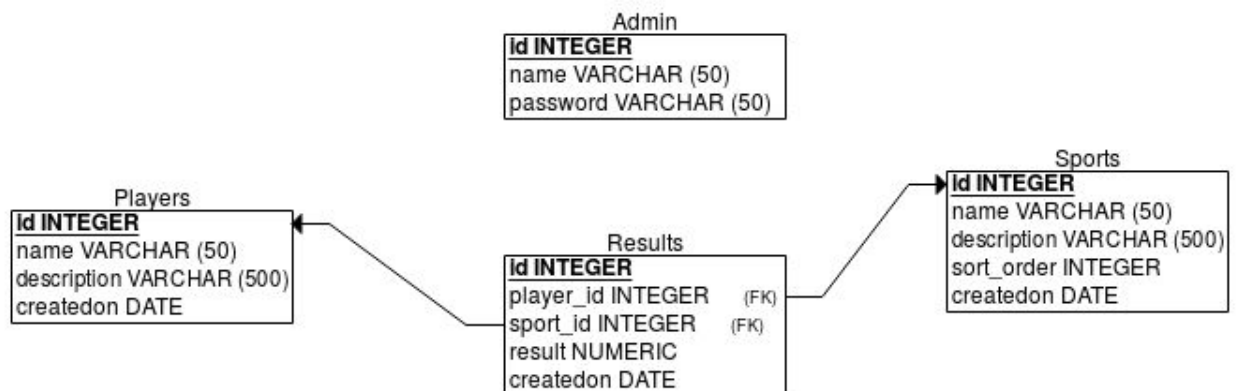 Admin
id INTEGER
name VARCHAR (50)
password VARCHAR (50)
Players
id INTEGER
name VARCHAR (50)
description VARCHAR (500)
createdon DATE
Results
id INTEGER
player_id INTEGER (FK)
sport_id INTEGER (FK)
result NUMERIC
createdon DATE
Sports
id INTEGER
name VARCHAR (50)
description VARCHAR (500)
sort_order INTEGER
createdon DATE